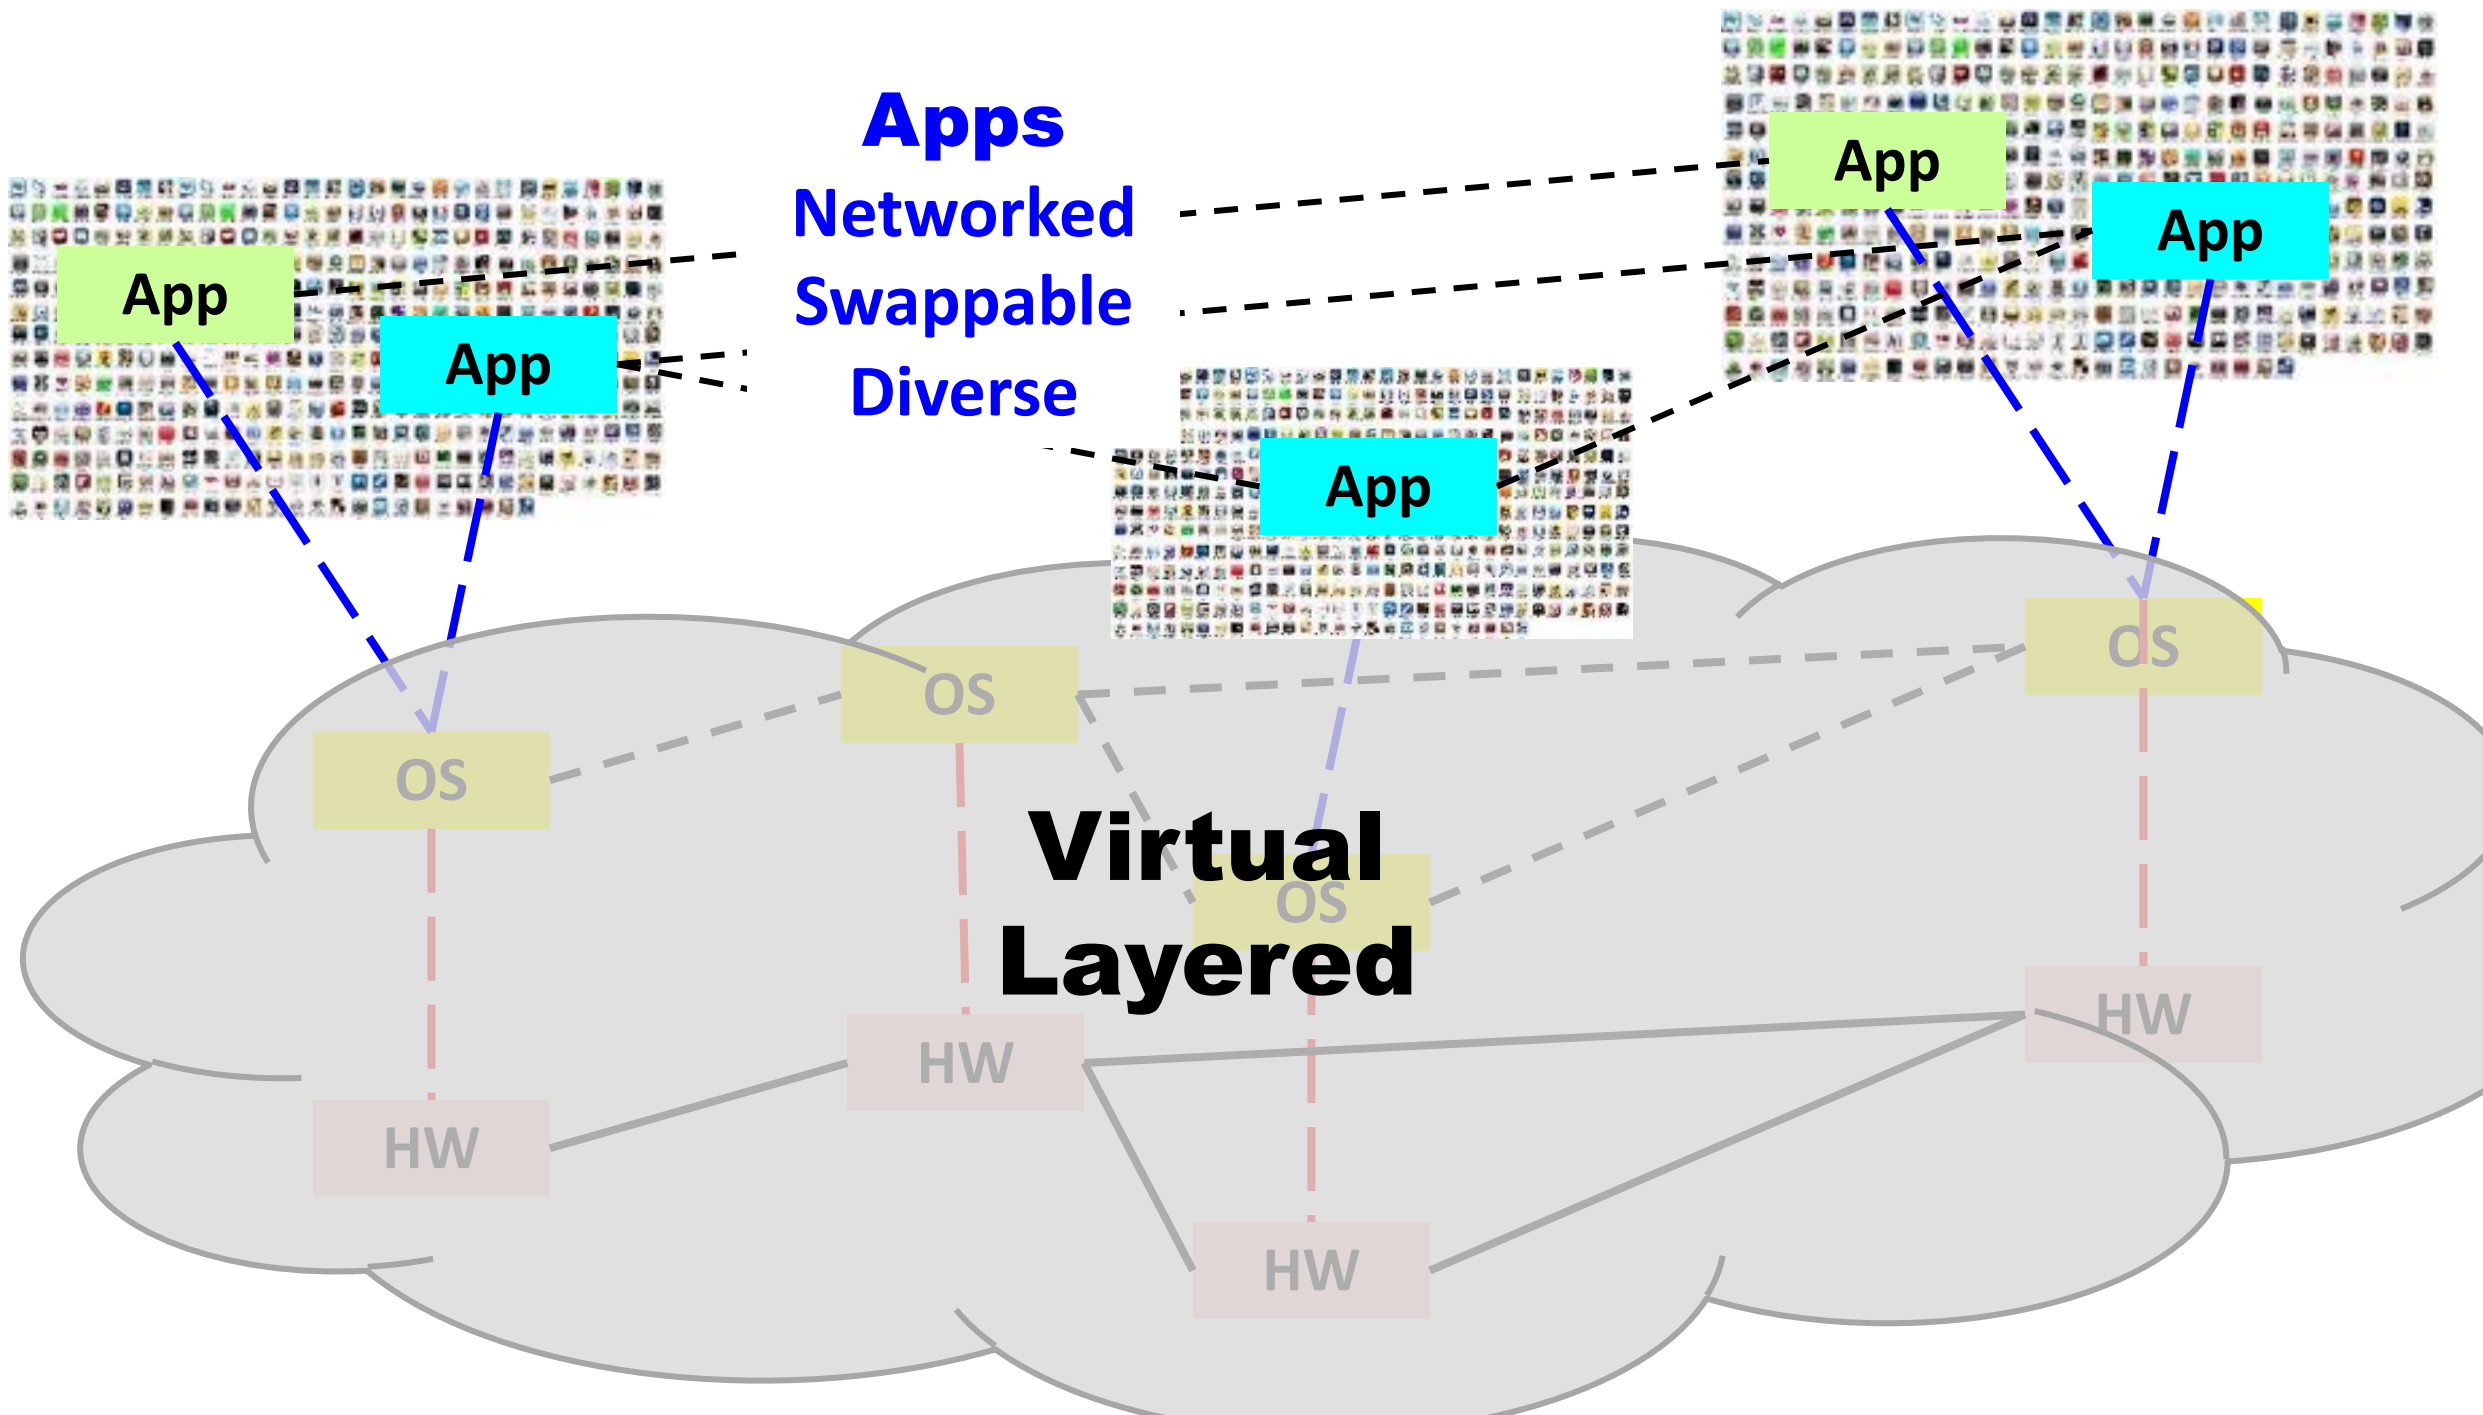 Apps
Networked
Swappable
Diverse
App
App
App
App
App
OS
OS
OS
OS
Virtual
Layered
HW
HW
HW
HW